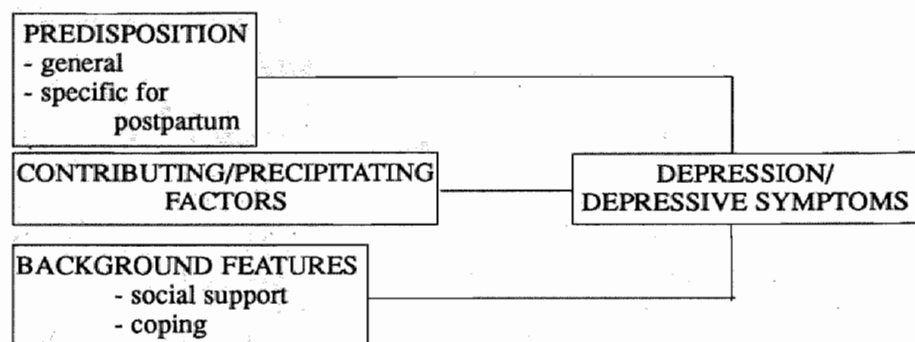 PREDISPOSITION
- general
- specific for
postpartum
CONTRIBUTING/PRECIPITATING
FACTORS
DEPRESSION/
DEPRESSIVE SYMPTOMS
BACKGROUND FEATURES
- social support
- coping